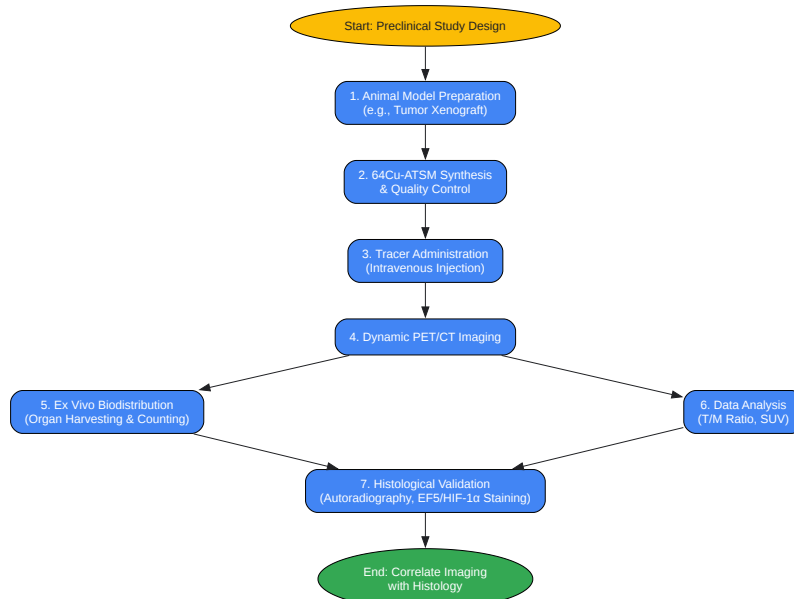 Start: Preclinical Study Design
1. Animal Model Preparation
(e.g., Tumor Xenograft)
2. 64Cu-ATSM Synthesis
& Quality Control
3. Tracer Administration
(Intravenous Injection)
4. Dynamic PET/CT Imaging
5. Ex Vivo Biodistribution
(Organ Harvesting & Counting)
6. Data Analysis
(T/M Ratio, SUV)
7. Histological Validation
(Autoradiography, EF5/HIF-1α Staining)
End: Correlate Imaging
with Histology